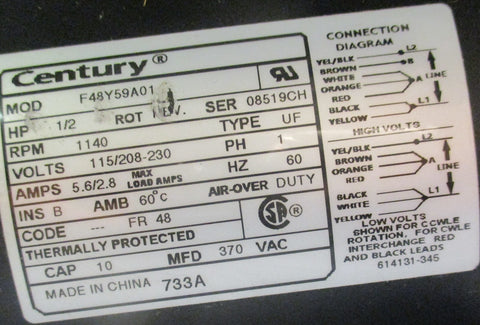 Century®
MOD F48Y59A01
HP 1/2 ROT REV. SER 08519CH
RPM 1140 TYPE UF
VOLTS 115/208-230 PH 1
AMPS 5.6/2.8 MAX LOAD AMPS HZ 60
INS B AMB 60°C AIR-OVER DUTY
CODE --- FR 48
THERMALLY PROTECTED
CAP 10 MFD 370 VAC
MADE IN CHINA 733A
CONNECTION
DIAGRAM
L2
YEL/BLK
BROWN B
WHITE A LINE
ORANGE
RED
BLACK L1
YELLOW
HIGH VOLTS
L2
YEL/BLK
BROWN
ORANGE A LINE
RED
BLACK L1
WHITE
YELLOW
LOW VOLTS
SHOWN FOR CCWLE
ROTATION. FOR CWLE
INTERCHANGE RED
AND BLACK LEADS
614131-345